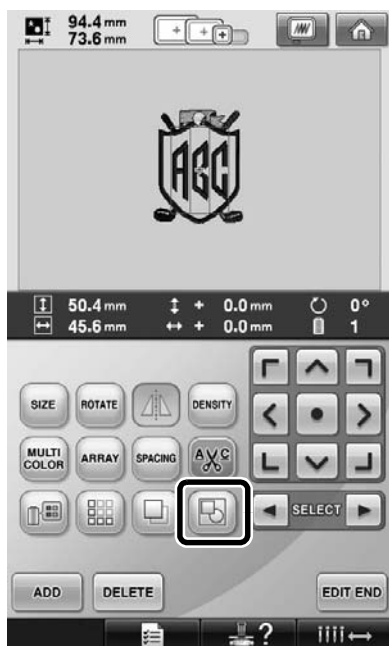 94.4 mm
73.6 mm
ABC
50.4 mm + 0.0 mm 0°
45.6 mm + 0.0 mm 1
SIZE ROTATE DENSITY
MULTI COLOR ARRAY SPACING A C
SELECT
ADD DELETE EDIT END
?